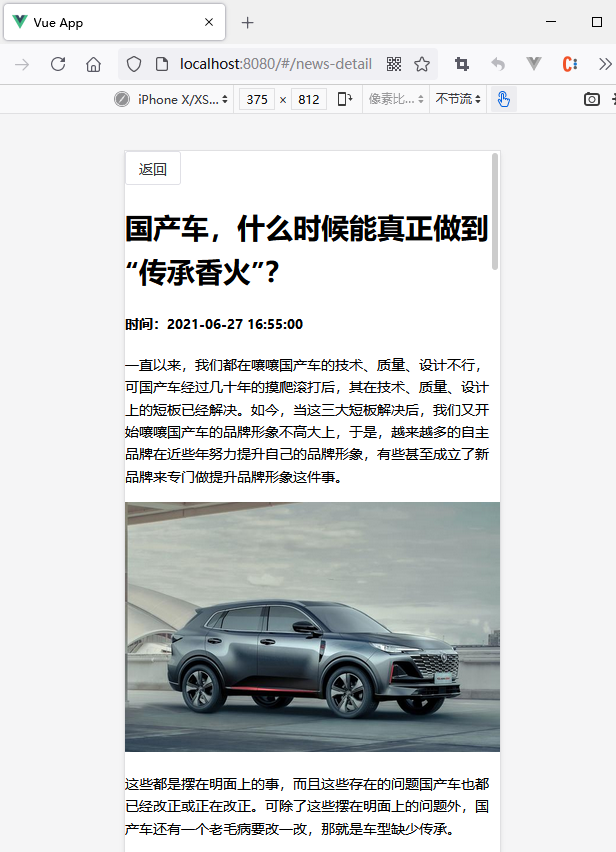 Vue App
localhost:8080/#/news-detail
iPhone X/XS... 375 × 812 像素比... 不节流
返回
国产车，什么时候能真正做到
“传承香火”？
时间：2021-06-27 16:55:00
一直以来，我们都在嚷嚷国产车的技术、质量、设计不行，
可国产车经过几十年的摸爬滚打后，其在技术、质量、设计
上的短板已经解决。如今，当这三大短板解决后，我们又开
始嚷嚷国产车的品牌形象不高大上，于是，越来越多的自主
品牌在近些年努力提升自己的品牌形象，有些甚至成立了新
品牌来专门做提升品牌形象这件事。
这些都是摆在明面上的事，而且这些存在的问题国产车也都
已经改正或正在改正。可除了这些摆在明面上的问题外，国
产车还有一个老毛病要改一改，那就是车型缺少传承。